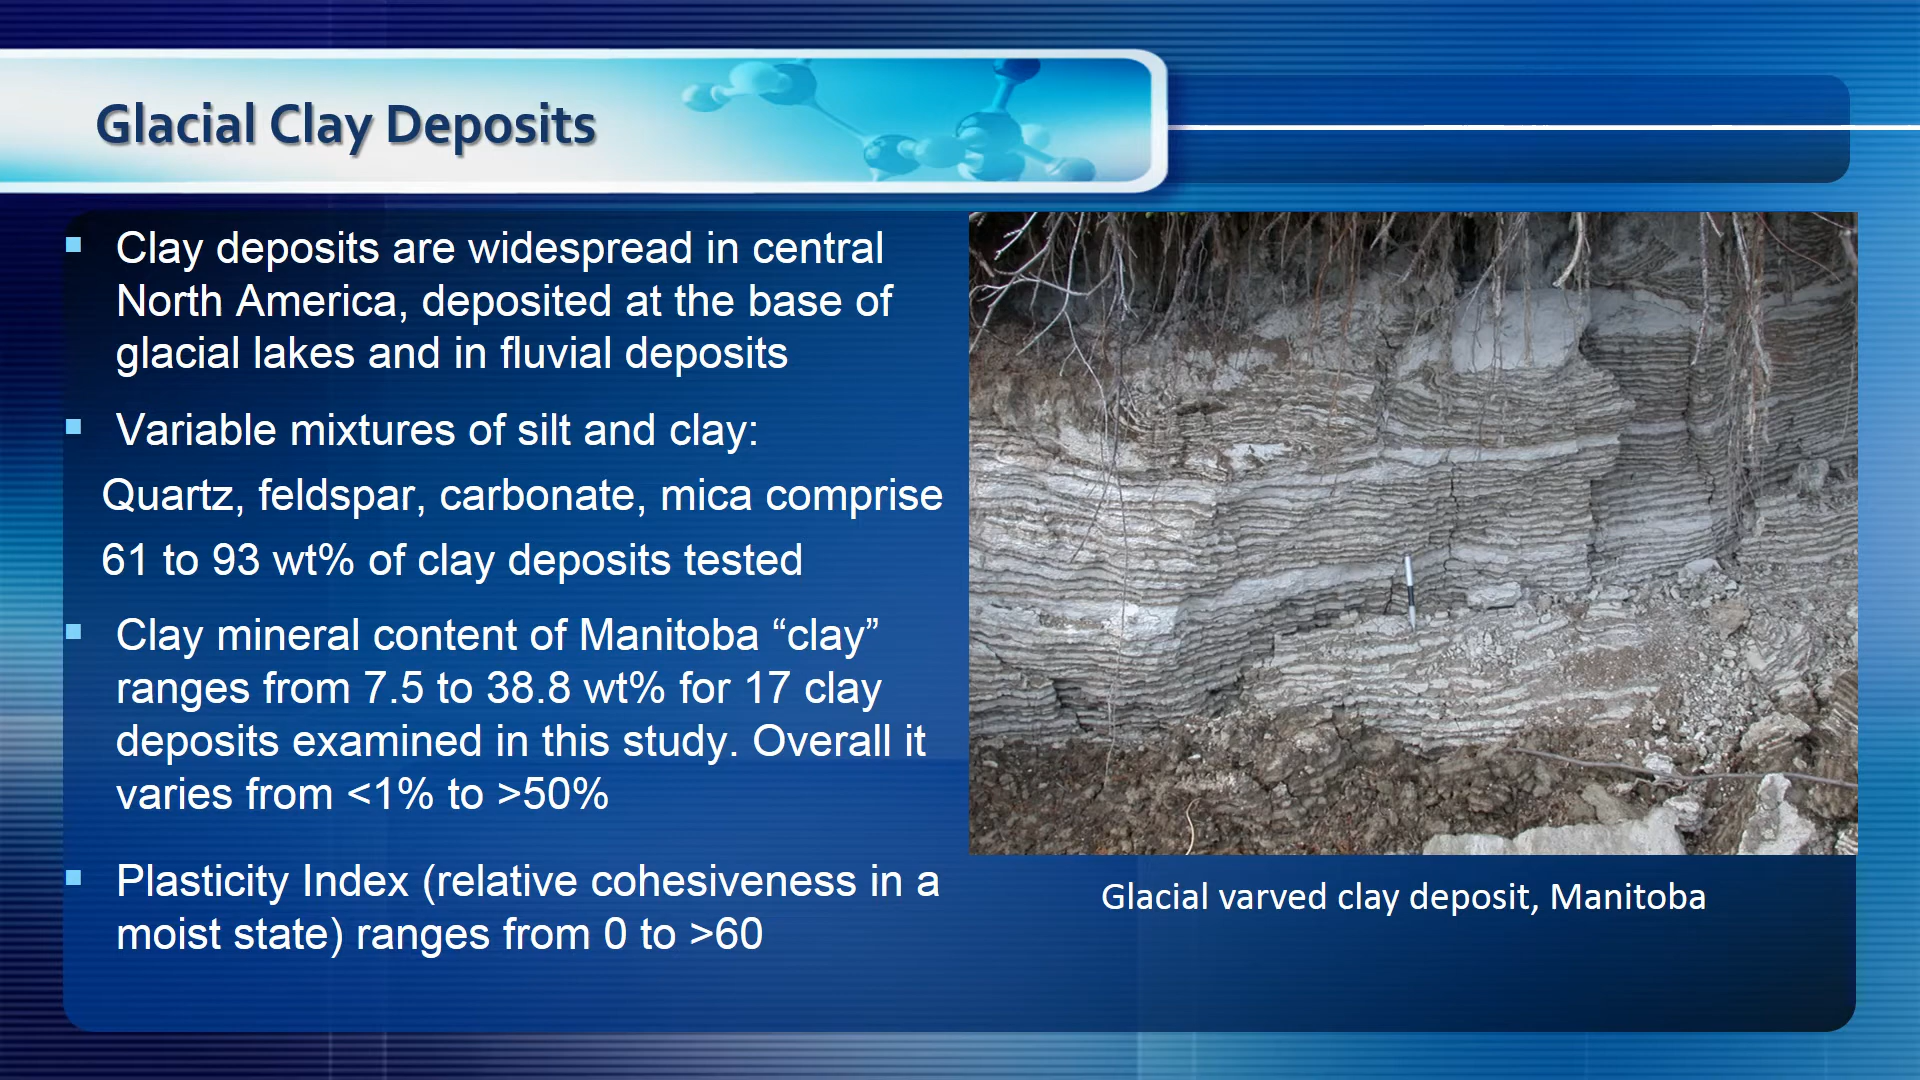 Glacial Clay Deposits
Clay deposits are widespread in central
North America, deposited at the base of
glacial lakes and in fluvial deposits
Variable mixtures of silt and clay:
Quartz, feldspar, carbonate, mica comprise
61 to 93 wt% of clay deposits tested
Clay mineral content of Manitoba “clay”
ranges from 7.5 to 38.8 wt% for 17 clay
deposits examined in this study. Overall it
varies from <1% to >50%
Plasticity Index (relative cohesiveness in a
moist state) ranges from 0 to >60
Glacial varved clay deposit, Manitoba